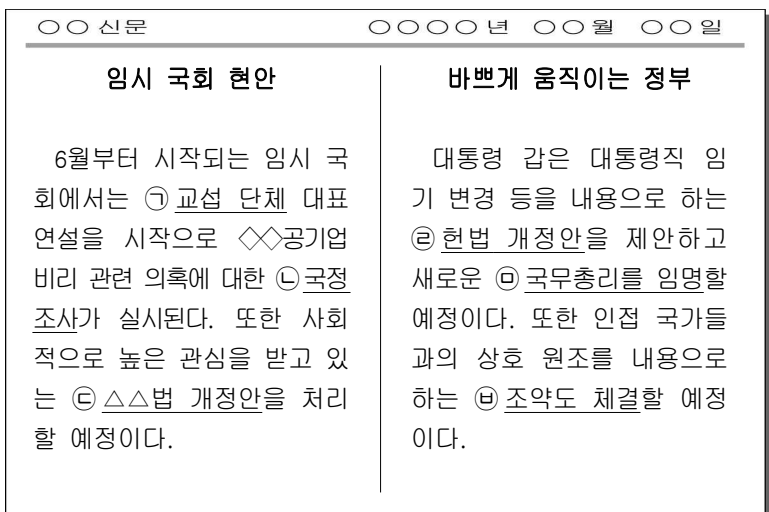 ○○신문 ○○○○년 ○○월 ○○일
임시 국회 현안
6월부터 시작되는 임시 국
회에서는 ㉠교섭 단체 대표
연설을 시작으로 ◇◇공기업
비리 관련 의혹에 대한 ㉡국정
조사가 실시된다. 또한 사회
적으로 높은 관심을 받고 있
는 ㉢△△법 개정안을 처리
할 예정이다.
바쁘게 움직이는 정부
대통령 갑은 대통령직 임
기 변경 등을 내용으로 하는
㉣헌법 개정안을 제안하고
새로운 ㉤국무총리를 임명할
예정이다. 또한 인접 국가들
과의 상호 원조를 내용으로
하는 ㉥조약도 체결할 예정
이다.